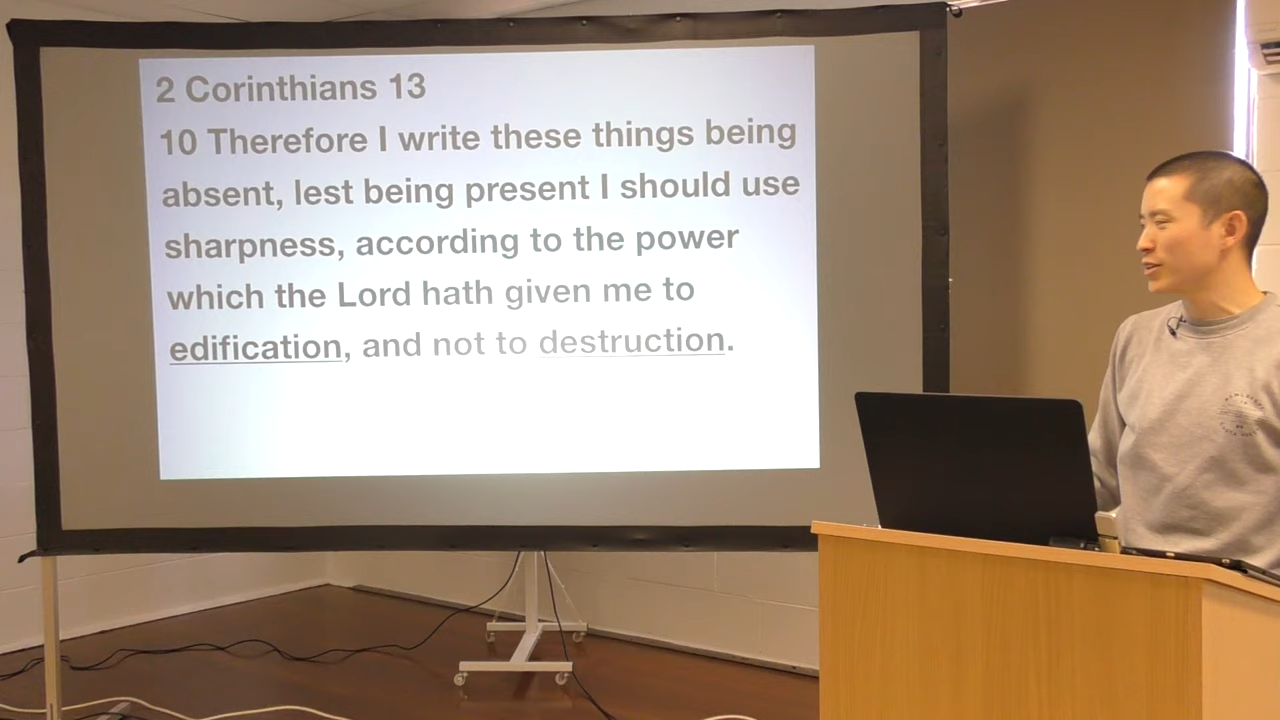 2 Corinthians 13
10 Therefore I write these things being
absent, lest being present I should use
sharpness, according to the power
which the Lord hath given me to
edification, and not to destruction.